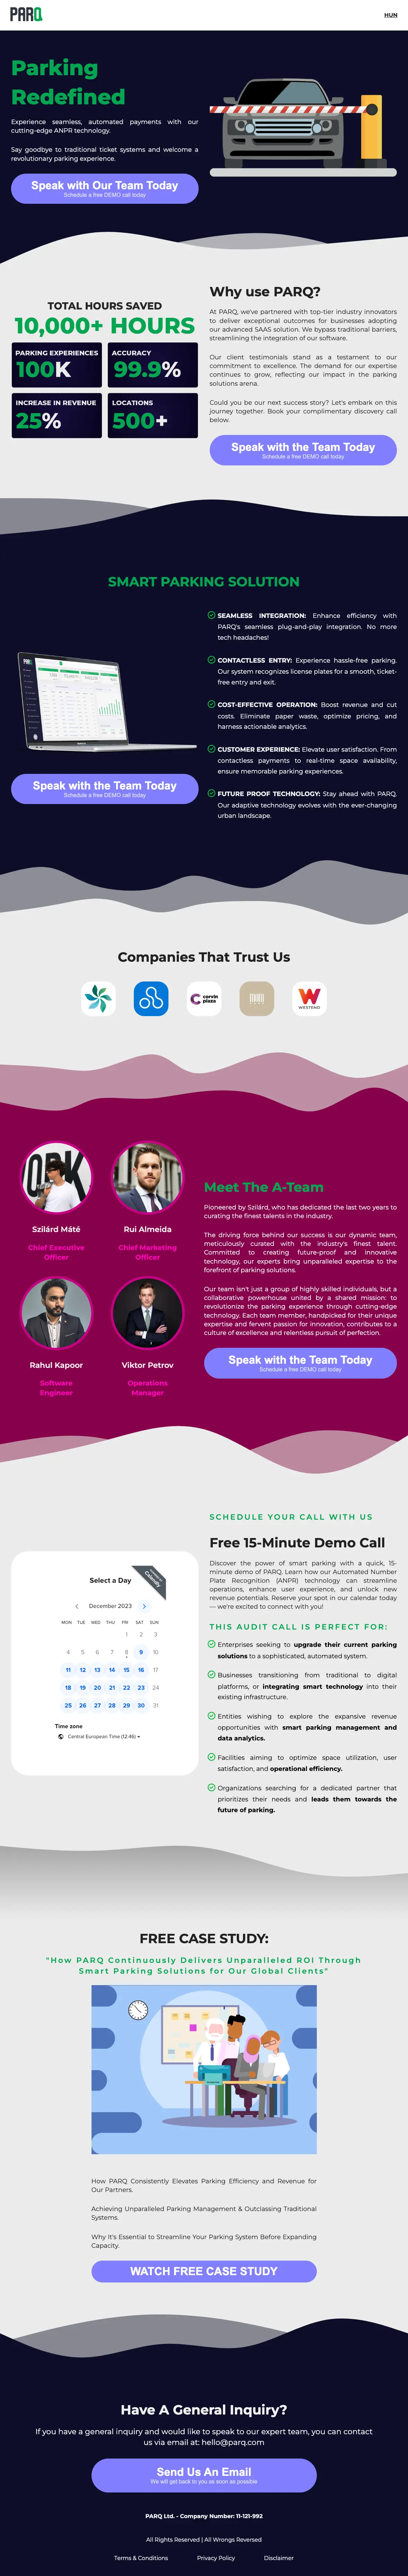 PARQ
HUN
Parking
Redefined
Experience seamless, automated payments with our
cutting-edge ANPR technology.
Say goodbye to traditional ticket systems and welcome a
revolutionary parking experience.
Speak with Our Team Today
Schedule a free DEMO call today
TOTAL HOURS SAVED
10,000+ HOURS
PARKING EXPERIENCES
100K
ACCURACY
99.9%
INCREASE IN REVENUE
25%
LOCATIONS
500+
Why use PARQ?
At PARQ, we've partnered with top-tier industry innovators
to deliver exceptional outcomes for businesses adopting
our advanced SAAS solution. We bypass traditional barriers,
streamlining the integration of our software.
Our client testimonials stand as a testament to our
commitment to excellence. The demand for our expertise
continues to grow, reflecting our impact in the parking
solutions arena.
Could you be our next success story? Let's embark on this
journey together. Book your complimentary discovery call
below.
Speak with the Team Today
Schedule a free DEMO call today
SMART PARKING SOLUTION
Speak with the Team Today
Schedule a free DEMO call today
SEAMLESS INTEGRATION: Enhance efficiency with
PARQ's seamless plug-and-play integration. No more
tech headaches!
CONTACTLESS ENTRY: Experience hassle-free parking.
Our system recognizes license plates for a smooth, ticket-
free entry and exit.
COST-EFFECTIVE OPERATION: Boost revenue and cut
costs. Eliminate paper waste, optimize pricing, and
harness actionable analytics.
CUSTOMER EXPERIENCE: Elevate user satisfaction. From
contactless payments to real-time space availability,
ensure memorable parking experiences.
FUTURE PROOF TECHNOLOGY: Stay ahead with PARQ.
Our adaptive technology evolves with the ever-changing
urban landscape.
Companies That Trust Us
corvin
plaza
WESTEND
Szilárd Máté
Chief Executive
Officer
Rui Almeida
Chief Marketing
Officer
Rahul Kapoor
Software
Engineer
Viktor Petrov
Operations
Manager
Meet The A-Team
Pioneered by Szilárd, who has dedicated the last two years to
curating the finest talents in the industry.
The driving force behind our success is our dynamic team,
meticulously curated with the industry's finest talent.
Committed to creating future-proof and innovative
technology, our experts bring unparalleled expertise to the
forefront of parking solutions.
Our team isn't just a group of highly skilled individuals, but a
collaborative powerhouse united by a shared mission: to
revolutionize the parking experience through cutting-edge
technology. Each team member, handpicked for their unique
expertise and fervent passion for innovation, contributes to a
culture of excellence and relentless pursuit of perfection.
Speak with the Team Today
Schedule a free DEMO call today
Select a Day
Calendly
December 2023
MON TUE WED THU FRI SAT SUN
1 2 3
4 5 6 7 8 9 10
11 12 13 14 15 16 17
18 19 20 21 22 23 24
25 26 27 28 29 30 31
Time zone
Central European Time (12:46)
SCHEDULE YOUR CALL WITH US
Free 15-Minute Demo Call
Discover the power of smart parking with a quick, 15-
minute demo of PARQ. Learn how our Automated Number
Plate Recognition (ANPR) technology can streamline
operations, enhance user experience, and unlock new
revenue potentials. Reserve your spot in our calendar today
— we're excited to connect with you!
THIS AUDIT CALL IS PERFECT FOR:
Enterprises seeking to upgrade their current parking
solutions to a sophisticated, automated system.
Businesses transitioning from traditional to digital
platforms, or integrating smart technology into their
existing infrastructure.
Entities wishing to explore the expansive revenue
opportunities with smart parking management and
data analytics.
Facilities aiming to optimize space utilization, user
satisfaction, and operational efficiency.
Organizations searching for a dedicated partner that
prioritizes their needs and leads them towards the
future of parking.
FREE CASE STUDY:
"How PARQ Continuously Delivers Unparalleled ROI Through
Smart Parking Solutions for Our Global Clients"
How PARQ Consistently Elevates Parking Efficiency and Revenue for
Our Partners.
Achieving Unparalleled Parking Management & Outclassing Traditional
Systems.
Why It's Essential to Streamline Your Parking System Before Expanding
Capacity.
WATCH FREE CASE STUDY
Have A General Inquiry?
If you have a general inquiry and would like to speak to our expert team, you can contact
us via email at: hello@parq.com
Send Us An Email
We will get back to you as soon as possible
PARQ Ltd. - Company Number: 11-121-992
All Rights Reserved | All Wrongs Reversed
Terms & Conditions
Privacy Policy
Disclaimer